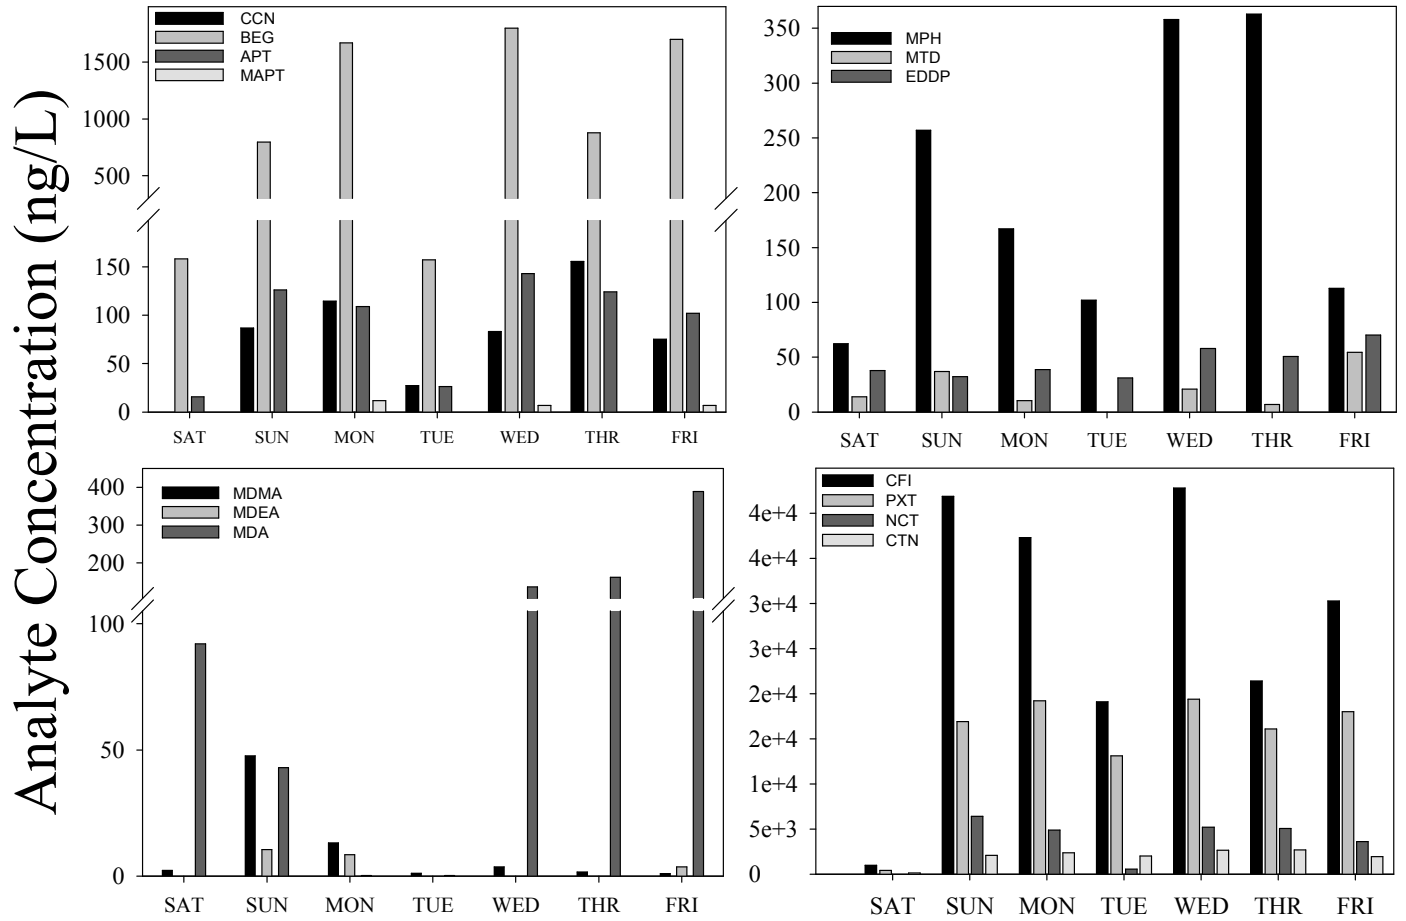 Analyte Concentration (ng/L)
CCN
BEG
APT
MAPT
1500
1000
500
150
100
50
0
SAT SUN MON TUE WED THR FRI
MPH
MTD
EDDP
350
300
250
200
150
100
50
0
SAT SUN MON TUE WED THR FRI
MDMA
MDEA
MDA
400
300
200
100
50
0
SAT SUN MON TUE WED THR FRI
CFI
PXT
NCT
CTN
4e+4
4e+4
3e+4
3e+4
2e+4
2e+4
1e+4
5e+3
0
SAT SUN MON TUE WED THR FRI